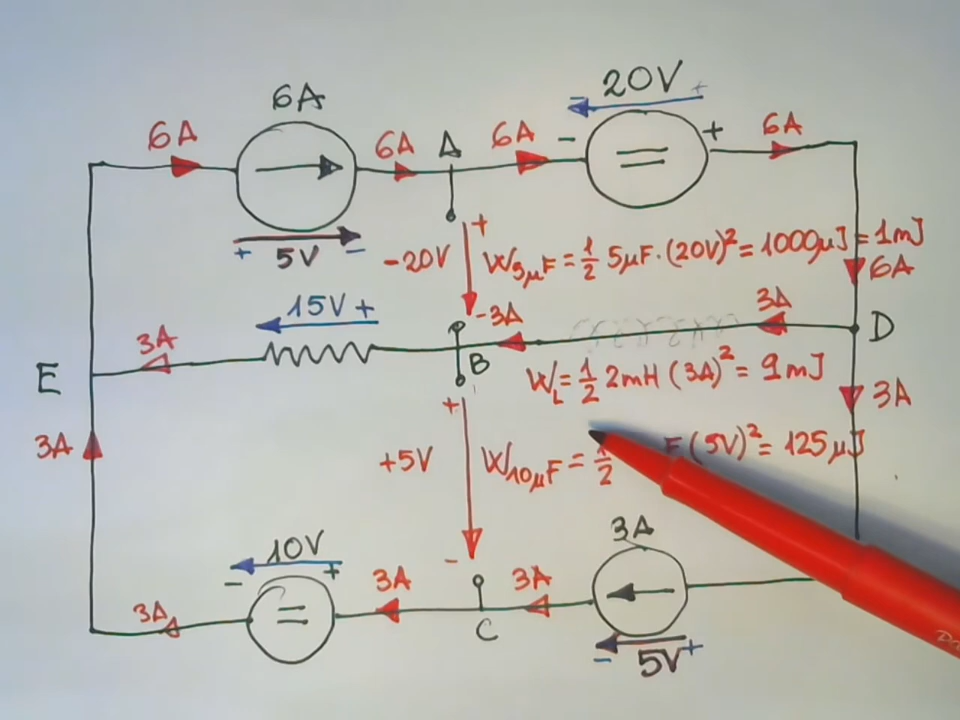 6A
20V
- +
6A
6A
A
6A
- +
6A
+ 5V -
-20V
+
W5μF = 1/2 5μF·(20V)² = 1000μJ = 1mJ
6A
15V +
-
3A
3A
D
3A
B
E
WL = 1/2 2mH (3A)² = 9mJ
3A
+
3A
+5V
W10μF = 1/2
F (5V)² = 125μJ
-
10V
- +
3A
3A
3A
3A
C
- 5V +